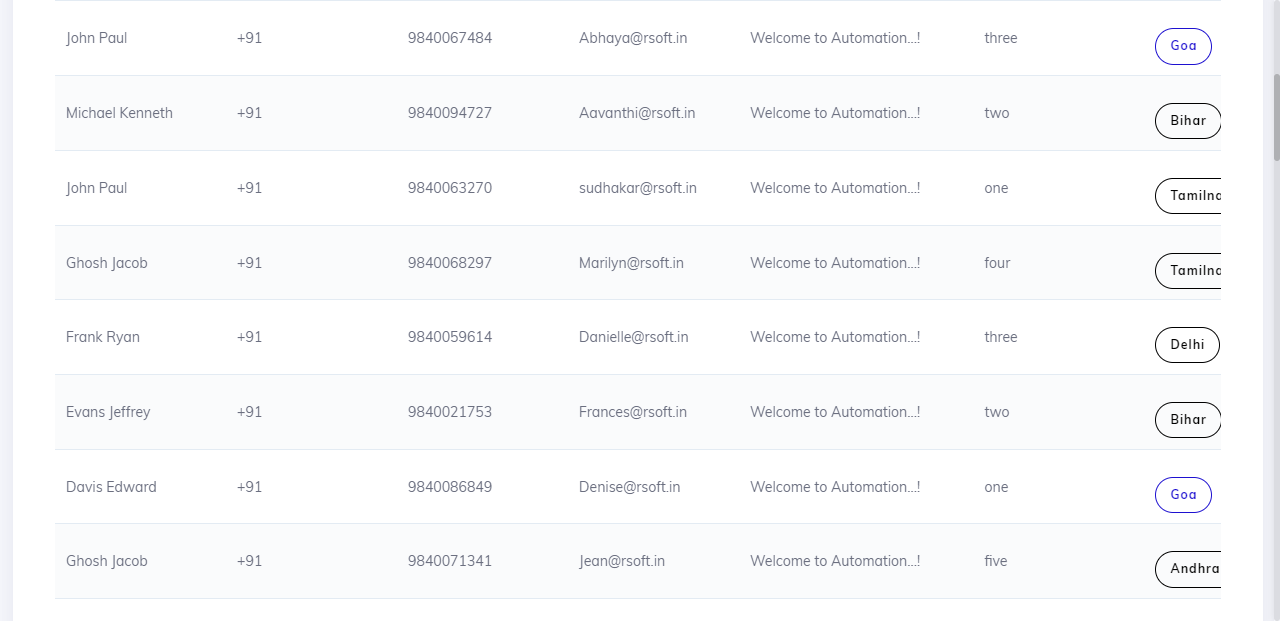 John Paul +91 9840067484 Abhaya@rsoft.in Welcome to Automation...! three Goa
Michael Kenneth +91 9840094727 Aavanthi@rsoft.in Welcome to Automation...! two Bihar
John Paul +91 9840063270 sudhakar@rsoft.in Welcome to Automation...! one Tamilna
Ghosh Jacob +91 9840068297 Marilyn@rsoft.in Welcome to Automation...! four Tamilna
Frank Ryan +91 9840059614 Danielle@rsoft.in Welcome to Automation...! three Delhi
Evans Jeffrey +91 9840021753 Frances@rsoft.in Welcome to Automation...! two Bihar
Davis Edward +91 9840086849 Denise@rsoft.in Welcome to Automation...! one Goa
Ghosh Jacob +91 9840071341 Jean@rsoft.in Welcome to Automation...! five Andhra